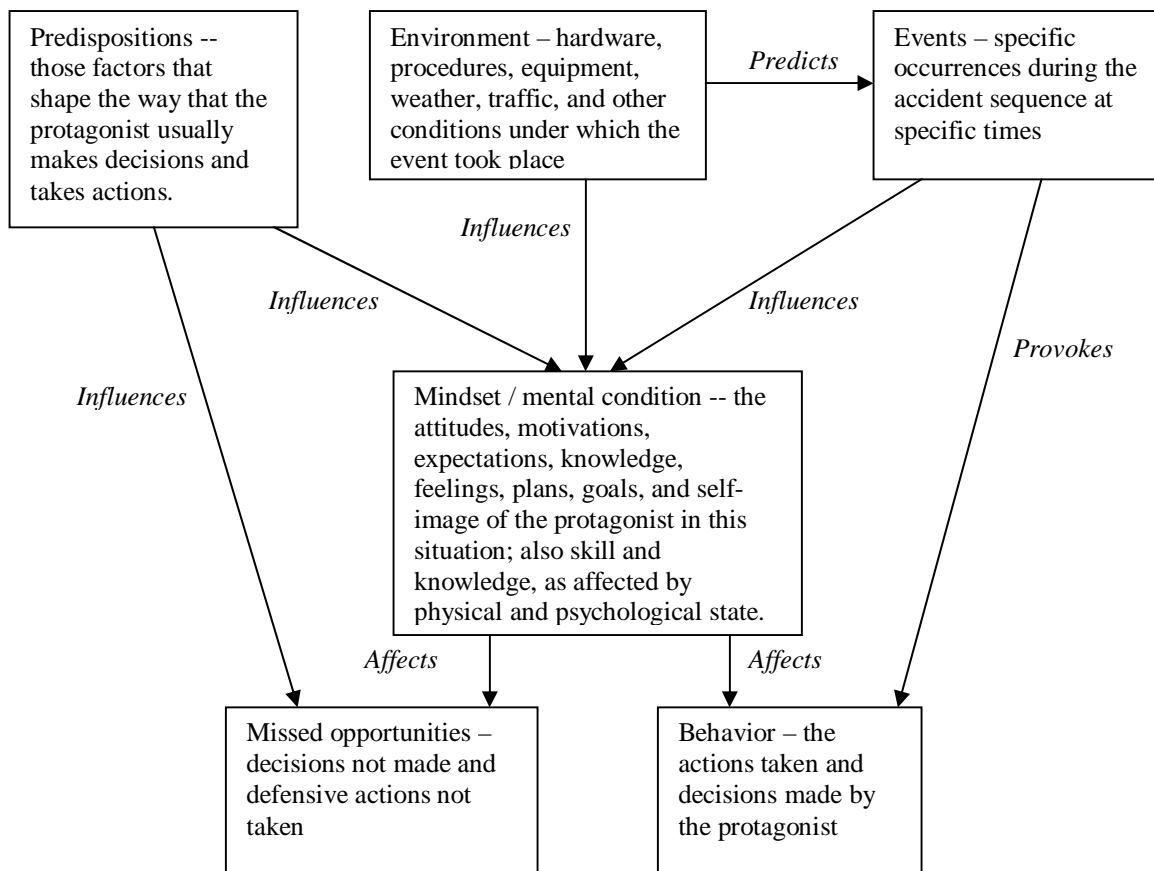 Predispositions --
those factors that
shape the way that the
protagonist usually
makes decisions and
takes actions.
Environment – hardware,
procedures, equipment,
weather, traffic, and other
conditions under which the
event took place
Predicts
Events – specific
occurrences during the
accident sequence at
specific times
Influences
Influences
Influences
Provokes
Influences
Mindset / mental condition -- the
attitudes, motivations,
expectations, knowledge,
feelings, plans, goals, and self-
image of the protagonist in this
situation; also skill and
knowledge, as affected by
physical and psychological state.
Affects
Affects
Missed opportunities –
decisions not made and
defensive actions not
taken
Behavior – the
actions taken and
decisions made by
the protagonist